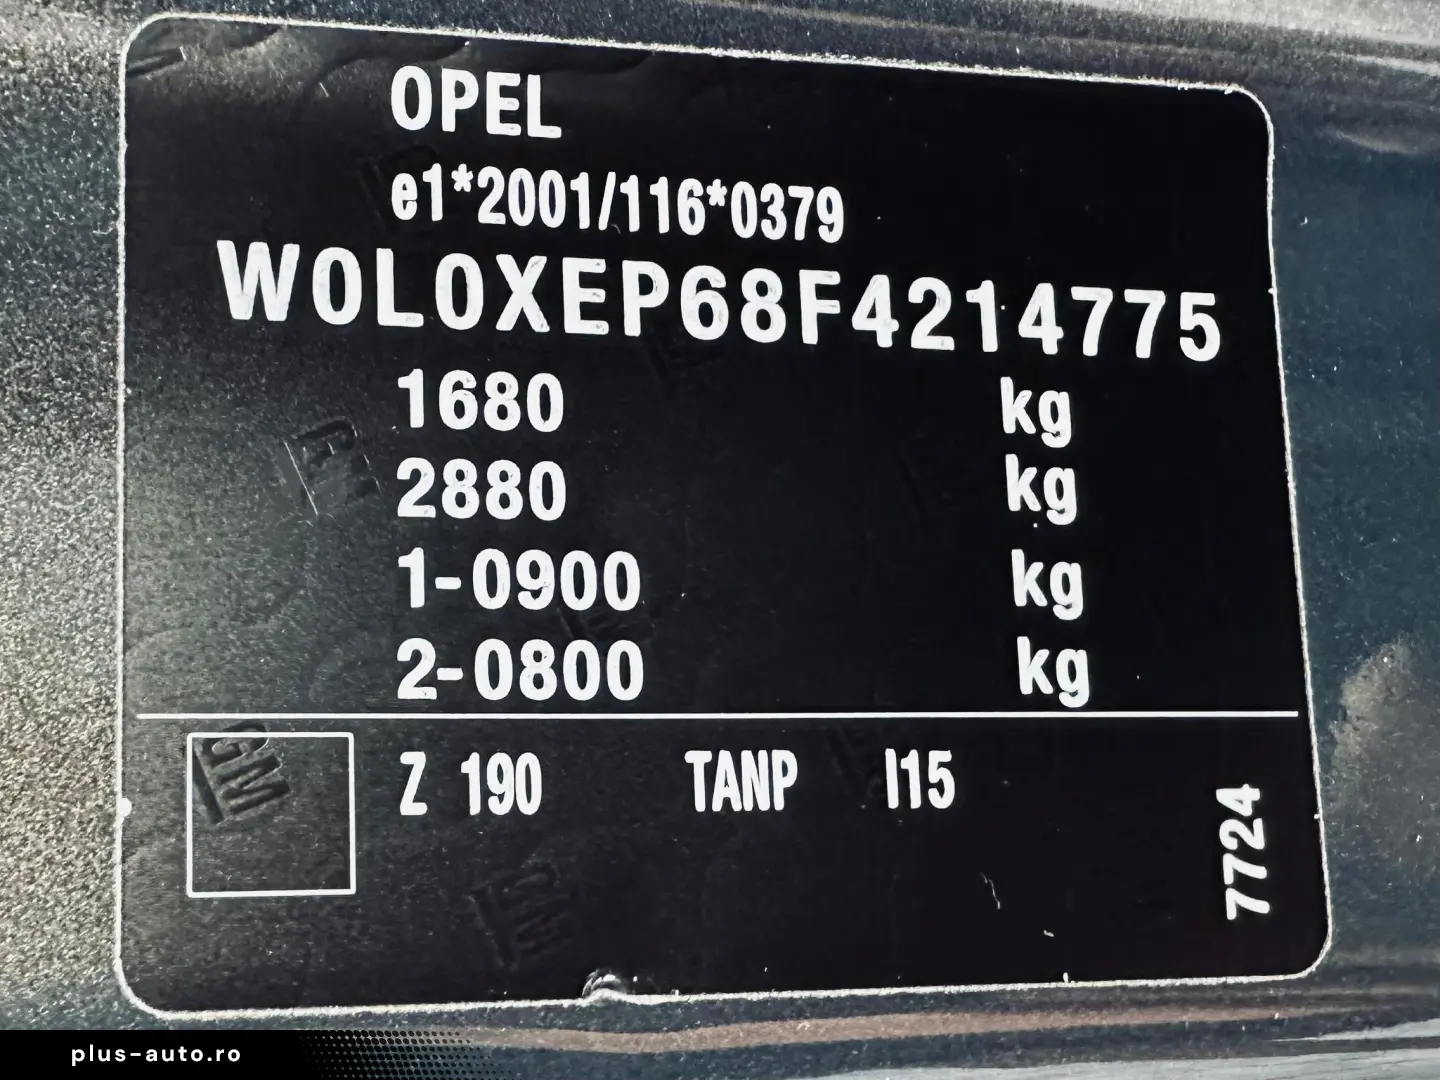 OPEL
e1*2001/116*0379
W0L0XEP68F4214775
1680 kg
2880 kg
1-0900 kg
2-0800 kg
Z 190 TANP I15
7724
GM
plus-auto.ro